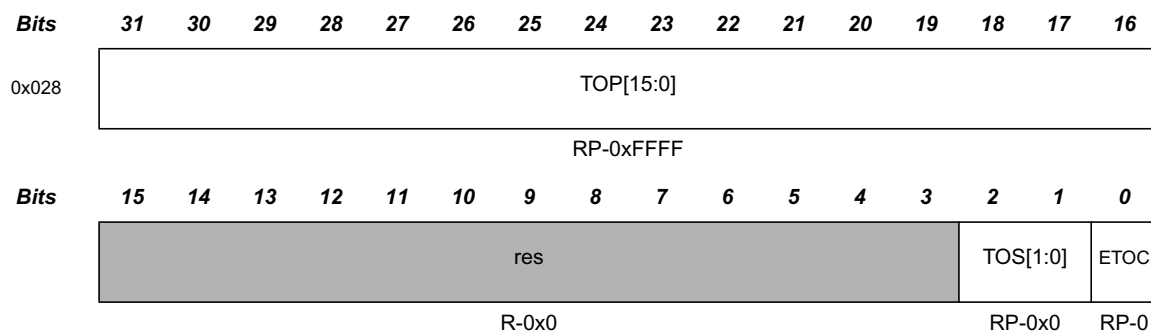 Bits 31 30 29 28 27 26 25 24 23 22 21 20 19 18 17 16
0x028 TOP[15:0]
RP-0xFFFF
Bits 15 14 13 12 11 10 9 8 7 6 5 4 3 2 1 0
res TOS[1:0] ETOC
R-0x0 RP-0x0 RP-0